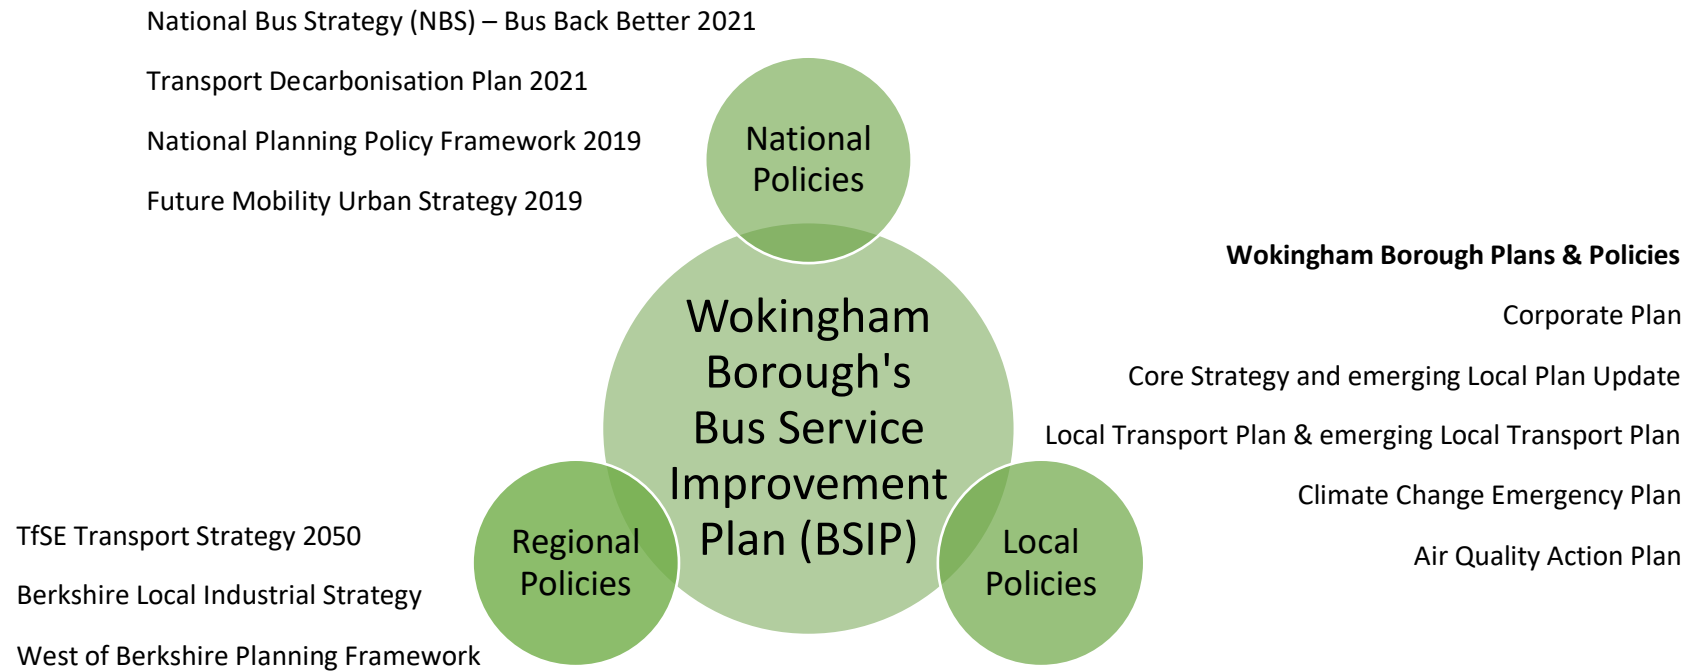 National Bus Strategy (NBS) – Bus Back Better 2021
Transport Decarbonisation Plan 2021
National Planning Policy Framework 2019
Future Mobility Urban Strategy 2019
National
Policies
Wokingham Borough Plans & Policies
Corporate Plan
Core Strategy and emerging Local Plan Update
Local Transport Plan & emerging Local Transport Plan
Climate Change Emergency Plan
Air Quality Action Plan
Wokingham
Borough's
Bus Service
Improvement
Plan (BSIP)
Regional
Policies
Local
Policies
TfSE Transport Strategy 2050
Berkshire Local Industrial Strategy
West of Berkshire Planning Framework